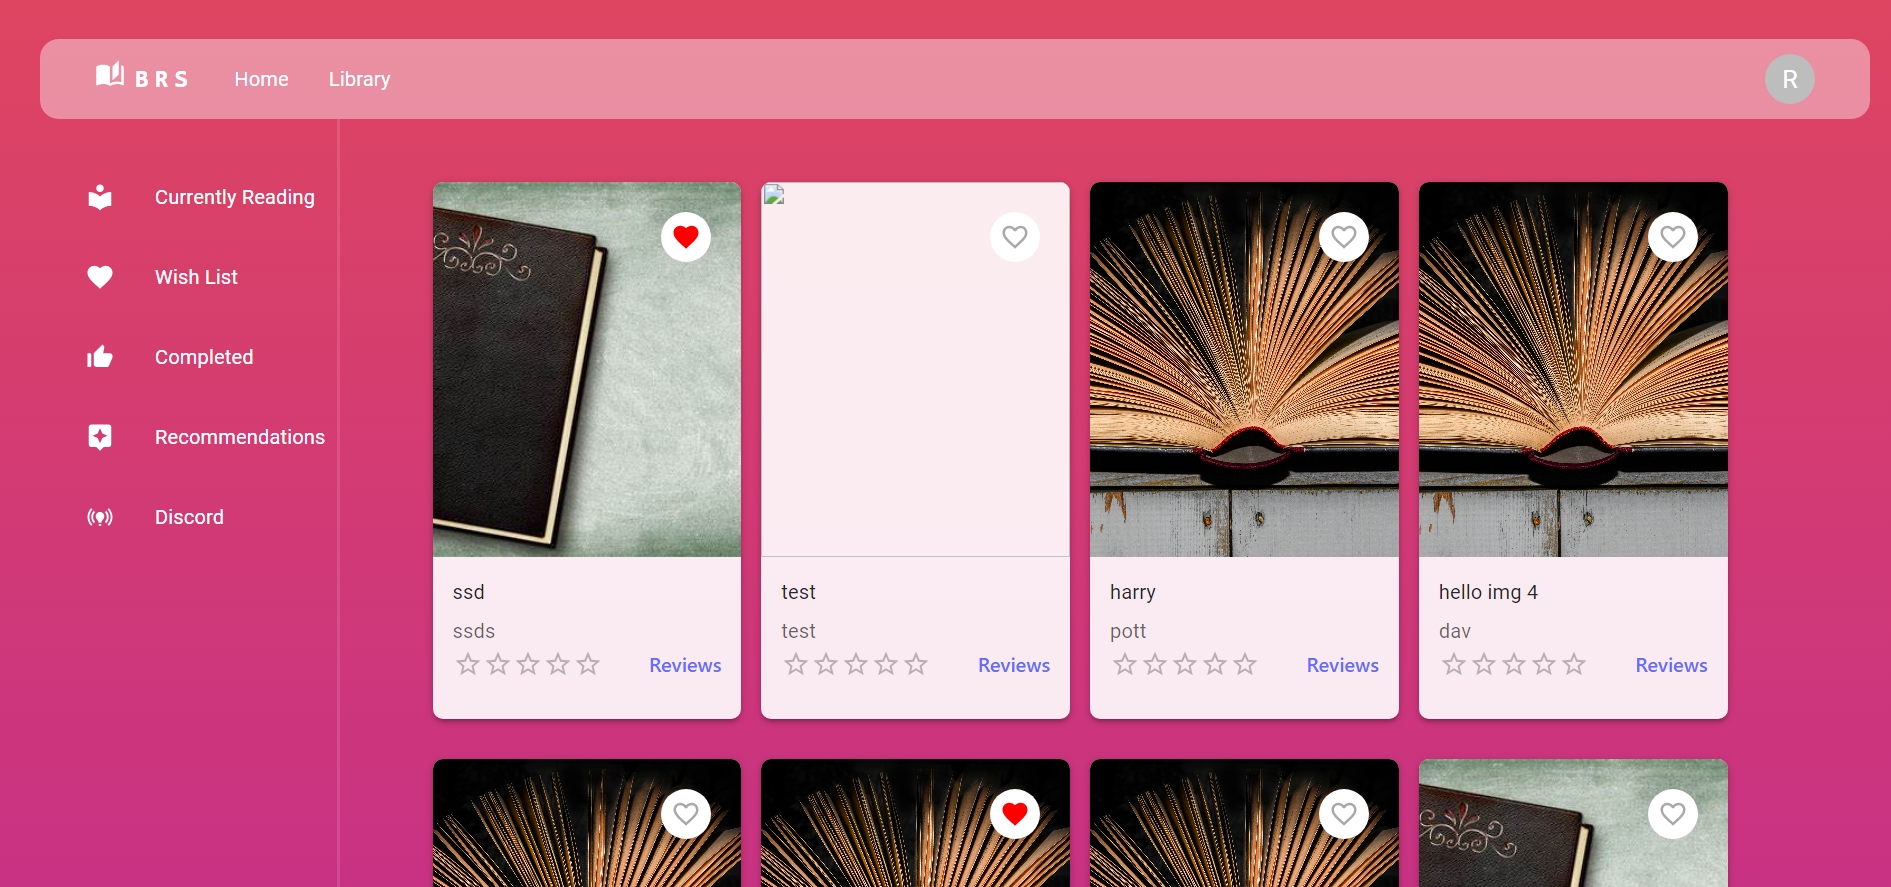 BRS Home Library R
Currently Reading
Wish List
Completed
Recommendations
Discord
ssd
ssds
Reviews
test
test
Reviews
harry
pott
Reviews
hello img 4
dav
Reviews